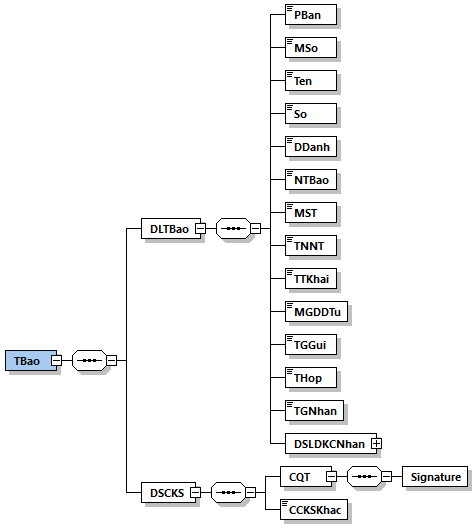 PBan
MSo
Ten
So
DDanh
NTBao
MST
DLTBao
TNNT
TTKhai
MGDDTu
TGGui
TBao
THop
TGNhan
DSLDKCNhan
CQT
Signature
DSCKS
CCKSKhac